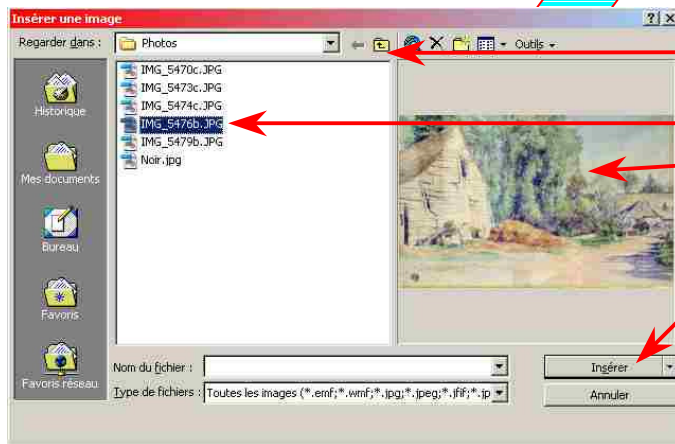 Insérer une image
Regarder dans :
Photos
Outils
IMG_5470c.JPG
IMG_5473c.JPG
IMG_5474c.JPG
IMG_5476b.JPG
IMG_5479b.JPG
Noir.jpg
Historique
Mes documents
Bureau
Favoris
Favoris réseau
Nom du fichier :
Insérer
Type de fichiers :
Toutes les images (*.emf;*.wmf;*.jpg;*.jpeg;*.jfif;*.jp
Annuler